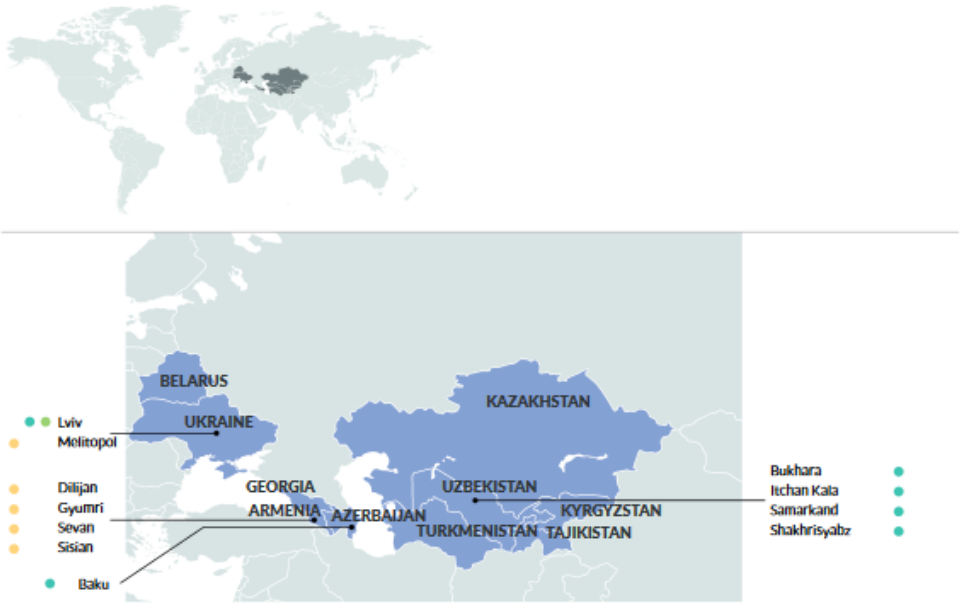 BELARUS
KAZAKHSTAN
UKRAINE
Lviv
Melitopol
Dilijan
Gyumri
Sevan
Sisian
Baku
GEORGIA
ARMENIA
AZERBAIJAN
UZBEKISTAN
KYRGYZSTAN
TURKMENISTAN
TAJIKISTAN
Bukhara
Itchan Kala
Samarkand
Shakhrisyabz